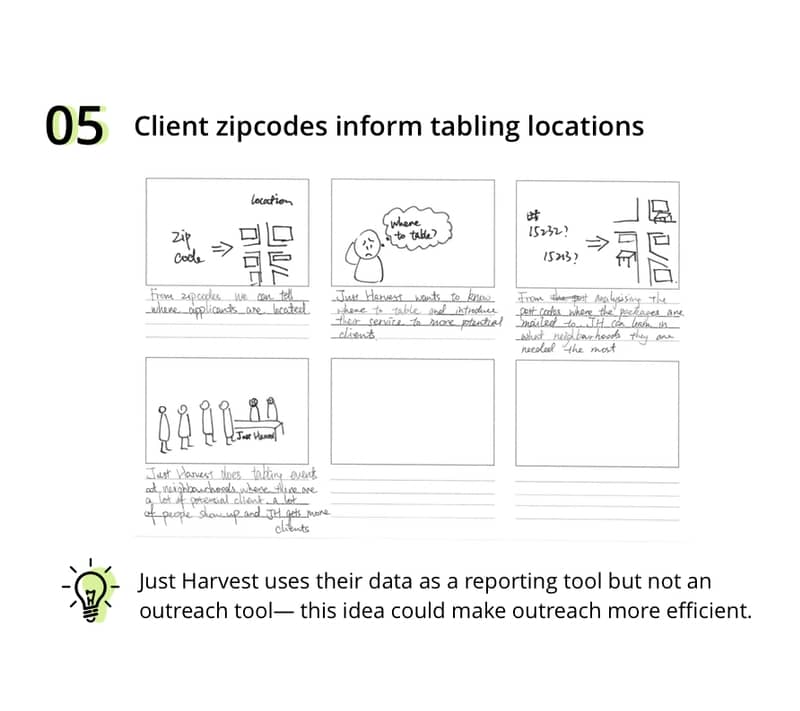 05
Client zipcodes inform tabling locations
location
zip
code
From zipcodes we can tell
where applicants are located
where
to table?
Just Harvest wants to know
where to table and introduce
their service to more potential
clients.
#
15232?
15213?
From the post analysising the
post codes where the packages are
mailed to. JH can learn in
what neighborhoods they are
needed the most
Just Harvest
Just Harvest does tabling events
at neighbourhoods where there are
a lot of potential client. a lot
of people show up and JH gets more
clients
Just Harvest uses their data as a reporting tool but not an
outreach tool— this idea could make outreach more efficient.